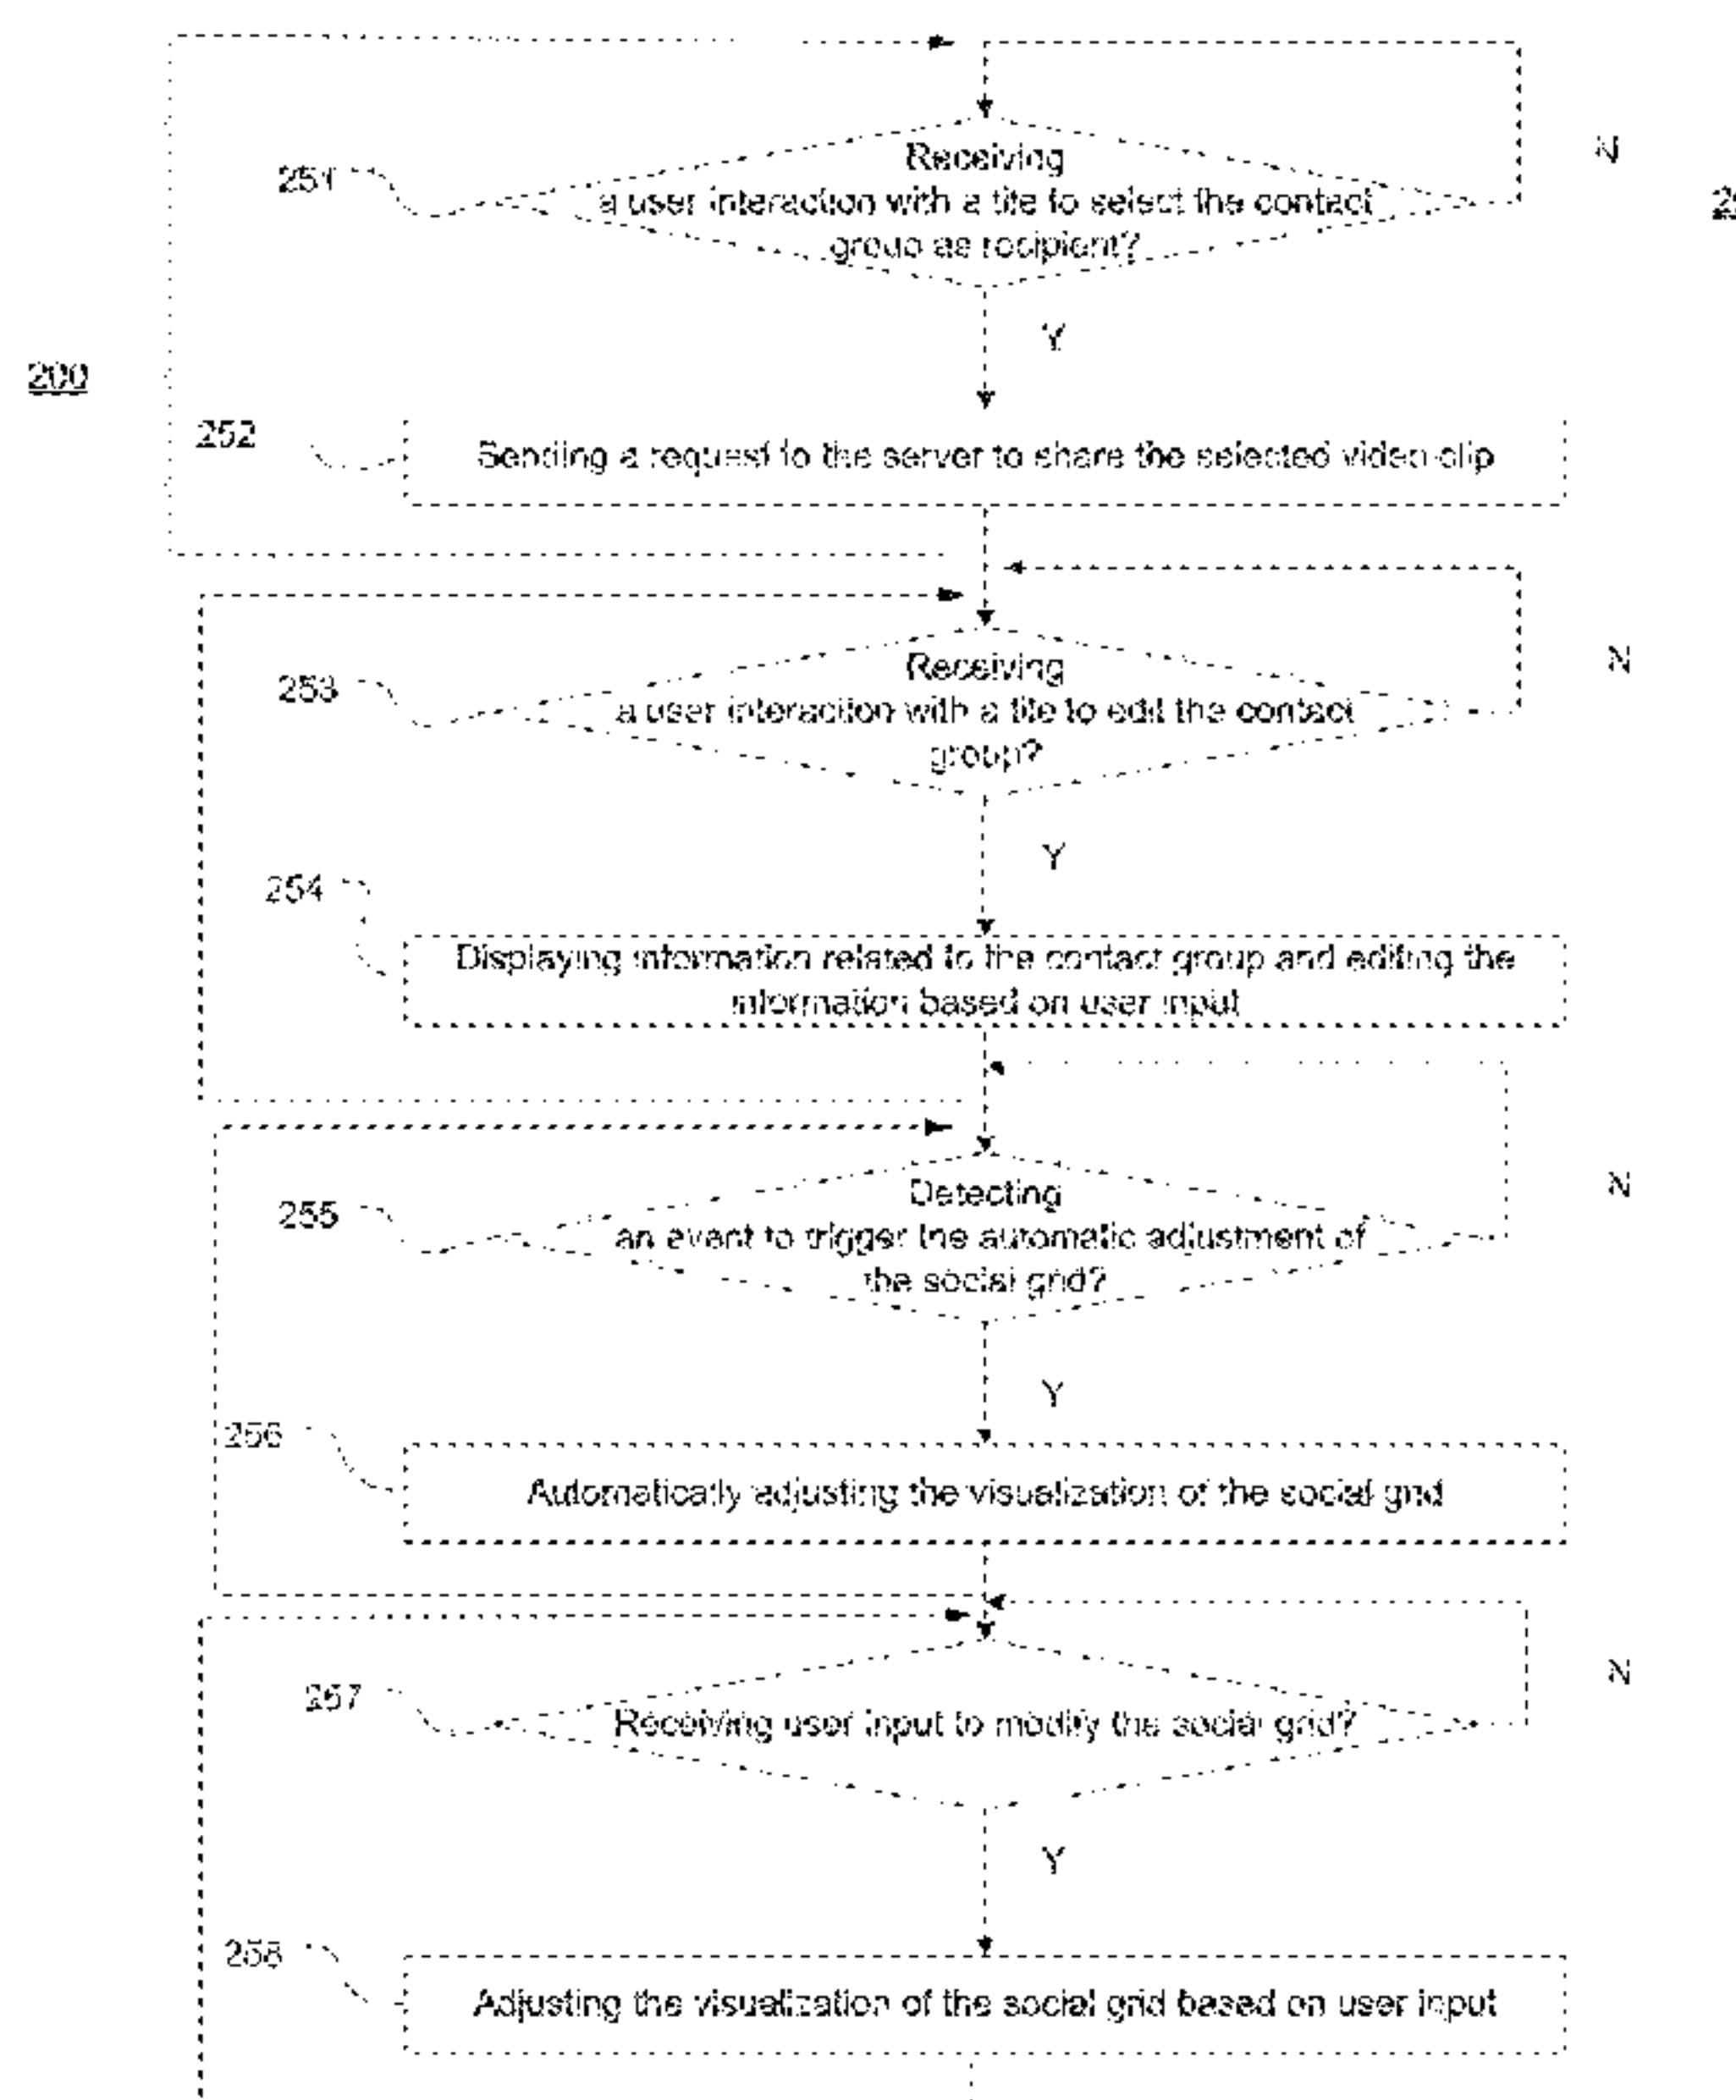 Receiving
N
251
a user interaction with a tile to select the contact
group as recipient?
Y
200
252
Sending a request to the server to share the selected video clip
Receiving
N
253
a user interaction with a tile to edit the contact
group?
Y
254
Displaying information related to the contact group and editing the
information based on user input
Detecting
N
255
an event to trigger the automatic adjustment of
the social grid?
Y
256
Automatically adjusting the visualization of the social grid
N
257
Receiving user input to modify the social grid?
Y
258
Adjusting the visualization of the social grid based on user input